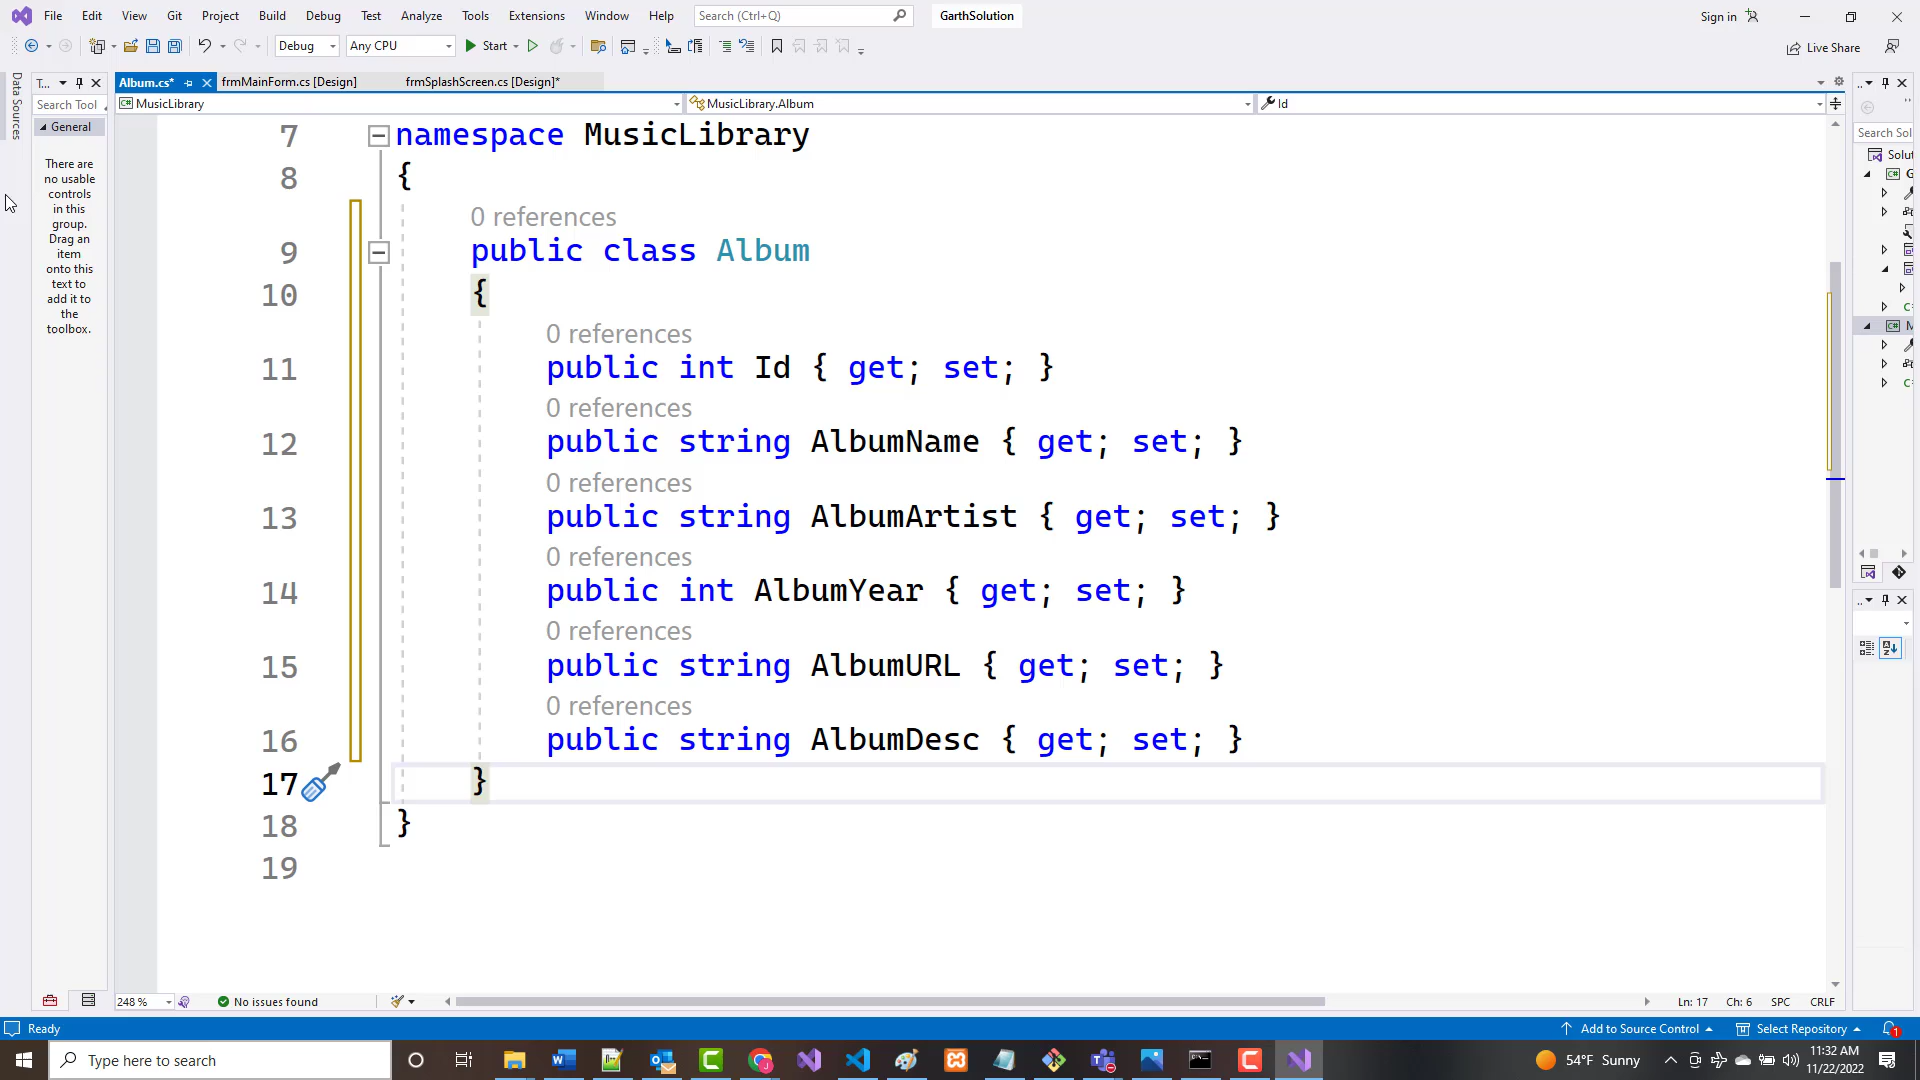 File Edit View Git Project Build Debug Test Analyze Tools Extensions Window Help Search (Ctrl+Q) GarthSolution Sign in
Debug Any CPU Start Live Share
Data Sources
T... Album.cs* frmMainForm.cs [Design] frmSplashScreen.cs [Design]*
Search Tool MusicLibrary MusicLibrary.Album Id
General
There are
no usable
controls
in this
group.
Drag an
item
onto this
text to
add it to
the
toolbox.
Search Sol
Solut
G
M
7 namespace MusicLibrary
8 {
0 references
9 public class Album
10 {
0 references
11 public int Id { get; set; }
0 references
12 public string AlbumName { get; set; }
0 references
13 public string AlbumArtist { get; set; }
0 references
14 public int AlbumYear { get; set; }
0 references
15 public string AlbumURL { get; set; }
0 references
16 public string AlbumDesc { get; set; }
17 }
18 }
19
248 % No issues found Ln: 17 Ch: 6 SPC CRLF
Ready Add to Source Control Select Repository 1
Type here to search 54°F Sunny 11:32 AM
11/22/2022